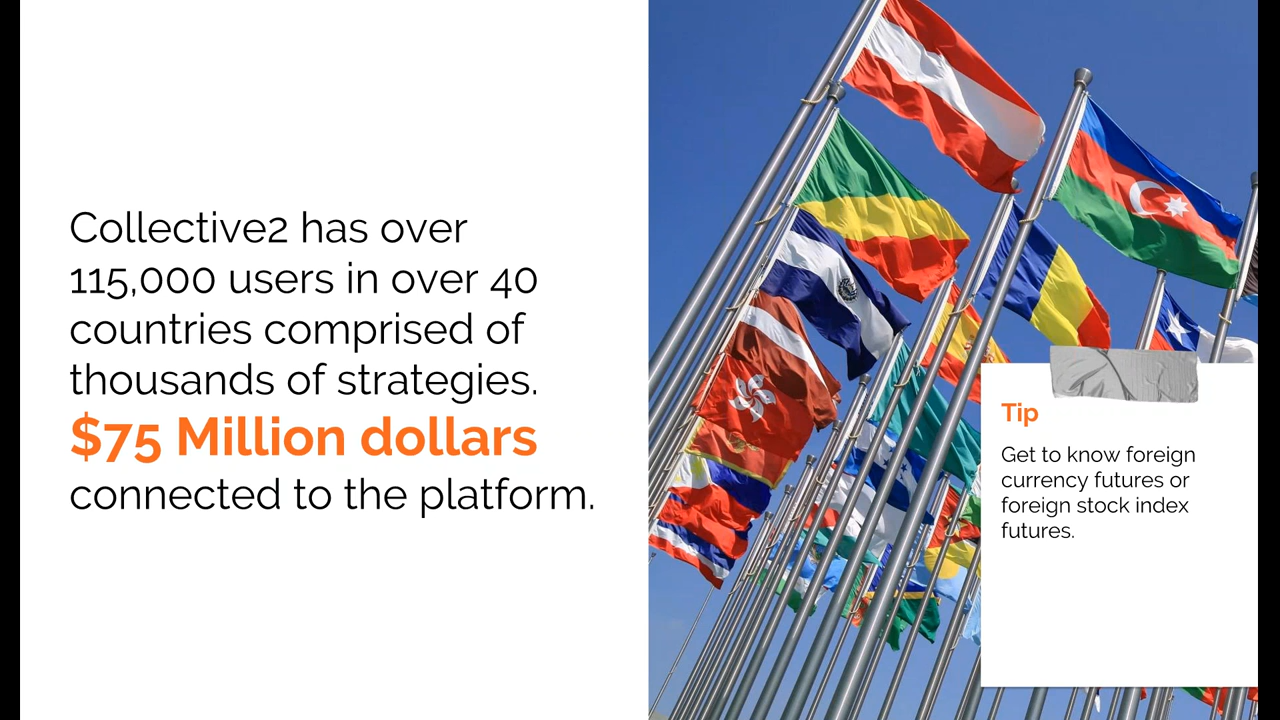 Collective2 has over
115,000 users in over 40
countries comprised of
thousands of strategies.
$75 Million dollars
connected to the platform.
Tip
Get to know foreign
currency futures or
foreign stock index
futures.